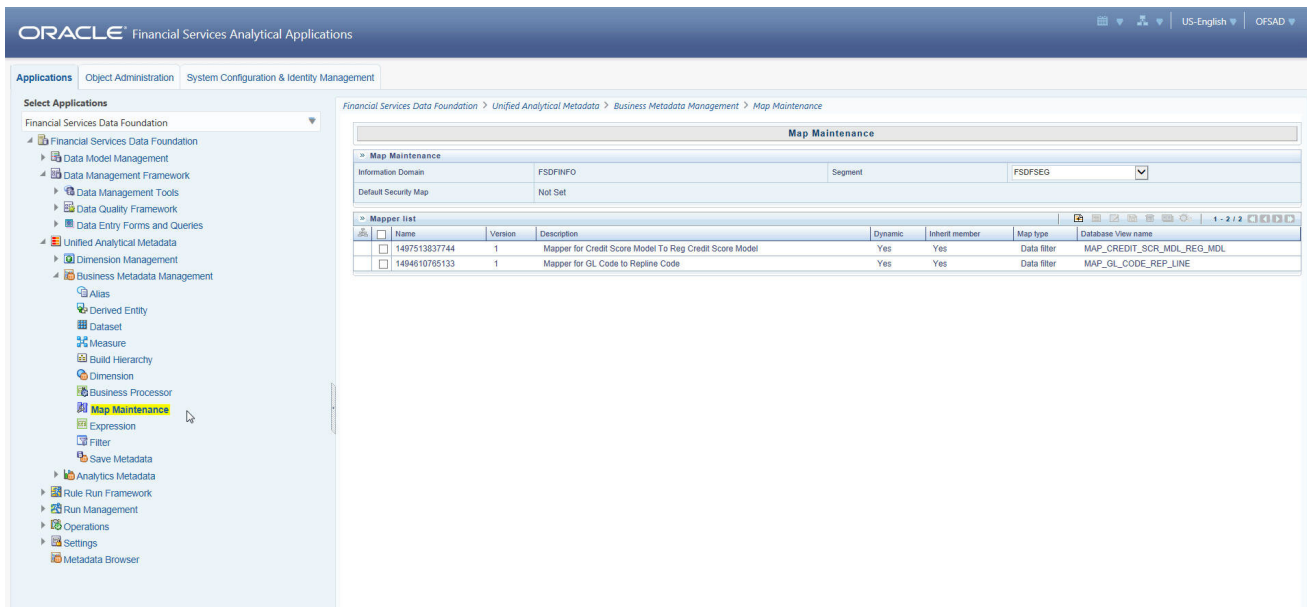 US-English
OFSAD
ORACLE® Financial Services Analytical Applications
Applications
Object Administration
System Configuration & Identity Management
Select Applications
Financial Services Data Foundation
Financial Services Data Foundation
Data Model Management
Data Management Framework
Data Management Tools
Data Quality Framework
Data Entry Forms and Queries
Unified Analytical Metadata
Dimension Management
Business Metadata Management
Alias
Derived Entity
Dataset
Measure
Build Hierarchy
Dimension
Business Processor
Map Maintenance
Expression
Filter
Save Metadata
Analytics Metadata
Rule Run Framework
Run Management
Operations
Settings
Metadata Browser
Financial Services Data Foundation > Unified Analytical Metadata > Business Metadata Management > Map Maintenance
Map Maintenance
» Map Maintenance
Information Domain FSDFINFO Segment FSDFSEG
Default Security Map Not Set
» Mapper list 1 - 2 / 2
Name Version Description Dynamic Inherit member Map type Database View name
1497513837744 1 Mapper for Credit Score Model To Reg Credit Score Model Yes Yes Data filter MAP_CREDIT_SCR_MDL_REG_MDL
1494610765133 1 Mapper for GL Code to Repline Code Yes Yes Data filter MAP_GL_CODE_REP_LINE